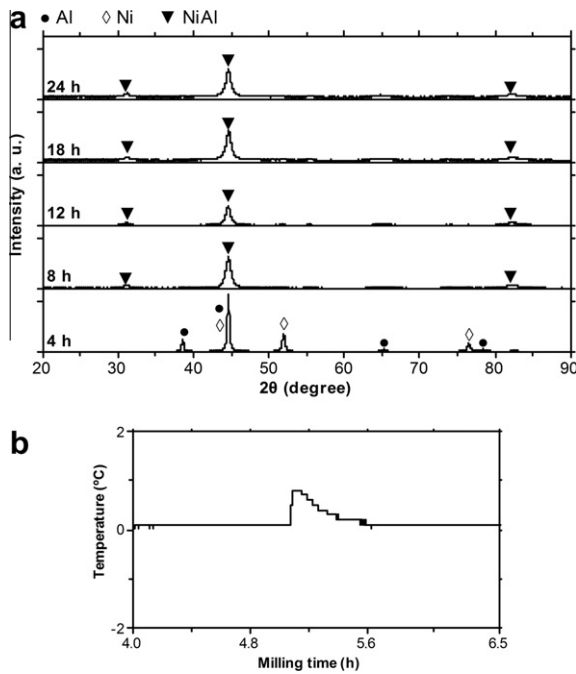 a ● Al ◊ Ni ▼ NiAl
24 h
18 h
12 h
8 h
4 h
Intensity (a. u.)
20 30 40 50 60 70 80 90
2θ (degree)
b
2
0
-2
Temperature (°C)
4.0 4.8 5.6 6.5
Milling time (h)